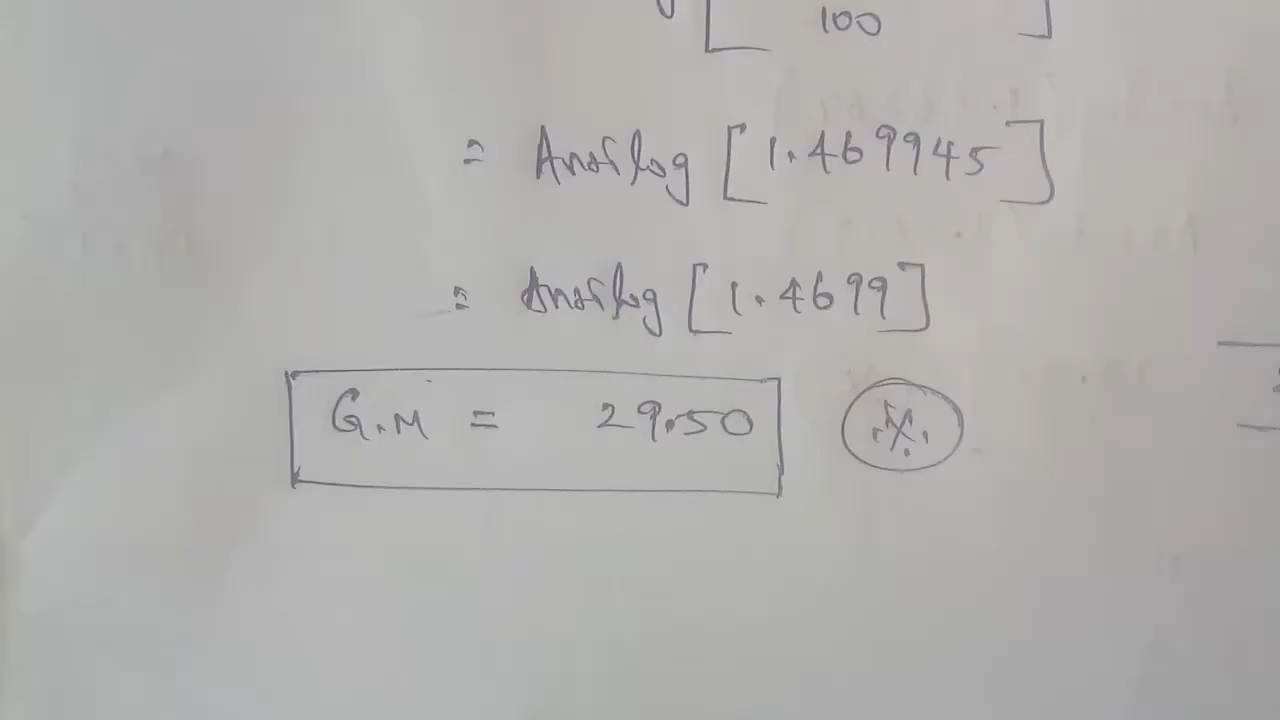 100
= Antilog [1.469945]
= Antilog [1.4699]
G.M = 29.50